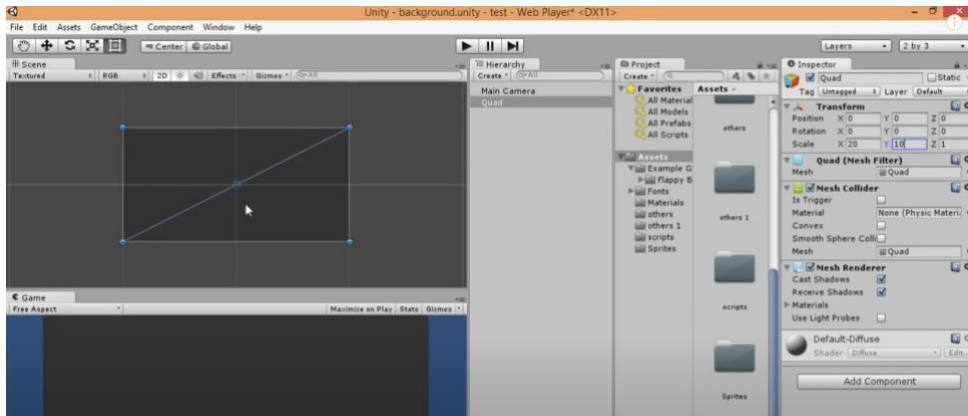 Unity - background.unity - test - Web Player* <DX11>
File Edit Assets GameObject Component Window Help
Center Global
Layers 2 by 3
Scene
Textured RGB 2D Effects Gizmos All
Hierarchy
Create All
Main Camera
Quad
Project
Create
Favorites
All Material
All Models
All Prefabs
All Scripts
Assets
Example G
Flappy B
Fonts
Materials
others
others 1
scripts
Sprites
Assets
others
others 1
scripts
Sprites
Inspector
Quad Static
Tag Untagged Layer Default
Transform
Position X 0 Y 0 Z 0
Rotation X 0 Y 0 Z 0
Scale X 20 Y 10 Z 1
Quad (Mesh Filter)
Mesh Quad
Mesh Collider
Is Trigger
Material None (Physic Materi
Convex
Smooth Sphere Colli
Mesh Quad
Mesh Renderer
Cast Shadows
Receive Shadows
Materials
Use Light Probes
Default-Diffuse
Shader Diffuse Edit...
Add Component
Game
Free Aspect Maximize on Play Stats Gizmos